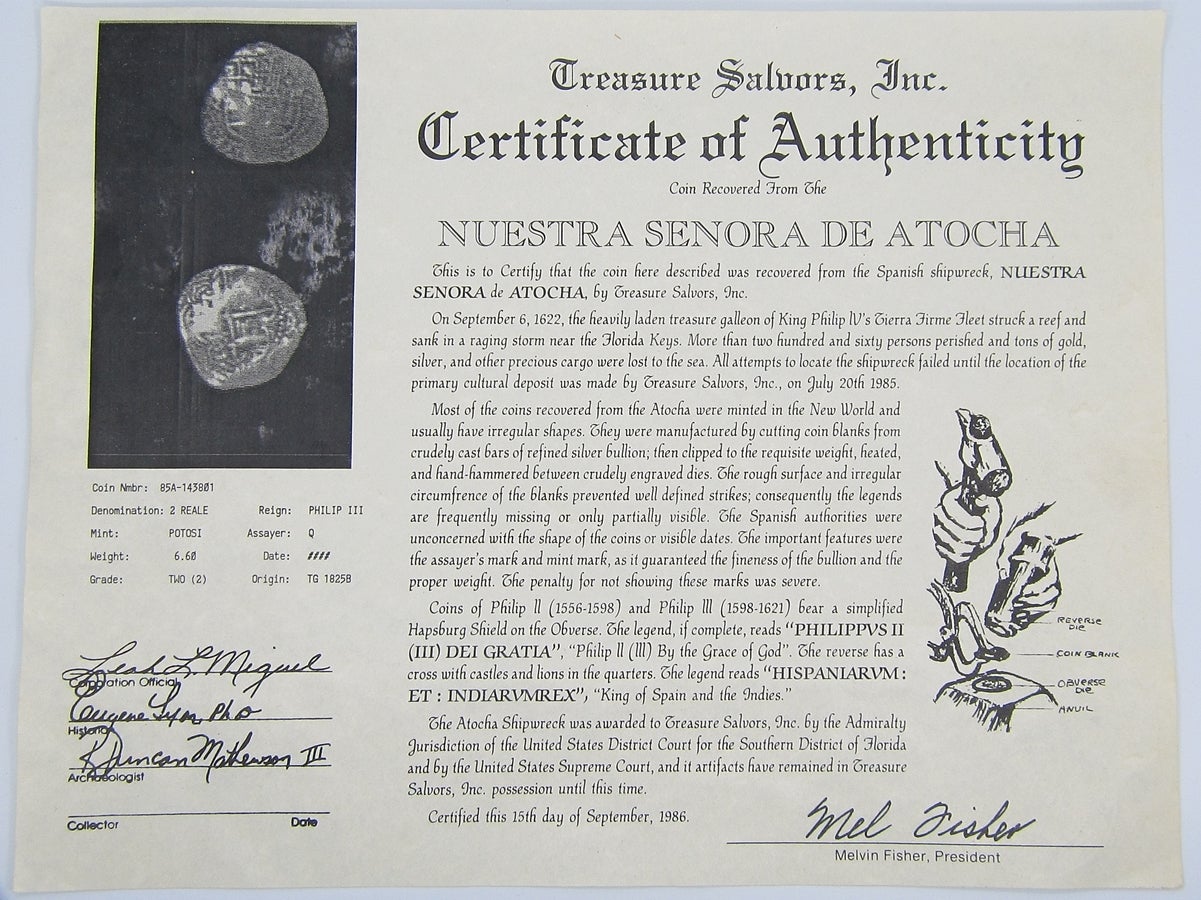 Treasure Salvors, Inc.
Certificate of Authenticity
Coin Recovered From The
NUESTRA SENORA DE ATOCHA
This is to Certify that the coin here described was recovered from the Spanish shipwreck, NUESTRA
SENORA de ATOCHA, by Treasure Salvors, Inc.
On September 6, 1622, the heavily laden treasure galleon of King Philip IV's Tierra Firme Fleet struck a reef and
sank in a raging storm near the Florida Keys. More than two hundred and sixty persons perished and tons of gold,
silver, and other precious cargo were lost to the sea. All attempts to locate the shipwreck failed until the location of the
primary cultural deposit was made by Treasure Salvors, Inc., on July 20th 1985.
Most of the coins recovered from the Atocha were minted in the New World and
usually have irregular shapes. They were manufactured by cutting coin blanks from
crudely cast bars of refined silver bullion; then clipped to the requisite weight, heated,
and hand-hammered between crudely engraved dies. The rough surface and irregular
circumfrence of the blanks prevented well defined strikes; consequently the legends
are frequently missing or only partially visible. The Spanish authorities were
unconcerned with the shape of the coins or visible dates. The important features were
the assayer's mark and mint mark, as it guaranteed the fineness of the bullion and the
proper weight. The penalty for not showing these marks was severe.
Coins of Philip II (1556-1598) and Philip III (1598-1621) bear a simplified
Hapsburg Shield on the Obverse. The legend, if complete, reads "PHILIPPVS II
(III) DEI GRATIA", "Philip II (III) By the Grace of God". The reverse has a
cross with castles and lions in the quarters. The legend reads "HISPANIARVM :
ET : INDIARVMREX", "King of Spain and the Indies."
The Atocha Shipwreck was awarded to Treasure Salvors, Inc. by the Admiralty
Jurisdiction of the United States District Court for the Southern District of Florida
and by the United States Supreme Court, and it artifacts have remained in Treasure
Salvors, Inc. possession until this time.
Certified this 15th day of September, 1986.
REVERSE
DIE
COIN BLANK
OBVERSE
DIE
ANVIL
Mel Fisher
Melvin Fisher, President
Coin Nmbr: 85A-143801
Denomination: 2 REALE Reign: PHILIP III
Mint: POTOSI Assayer: Q
Weight: 6.60 Date: ####
Grade: TWO (2) Origin: TG 1825B
Leah L. Miguel
Corporation Official
Eugene Lyon PhD
Historian
R Duncan Mathewson III
Archaeologist
Collector Date